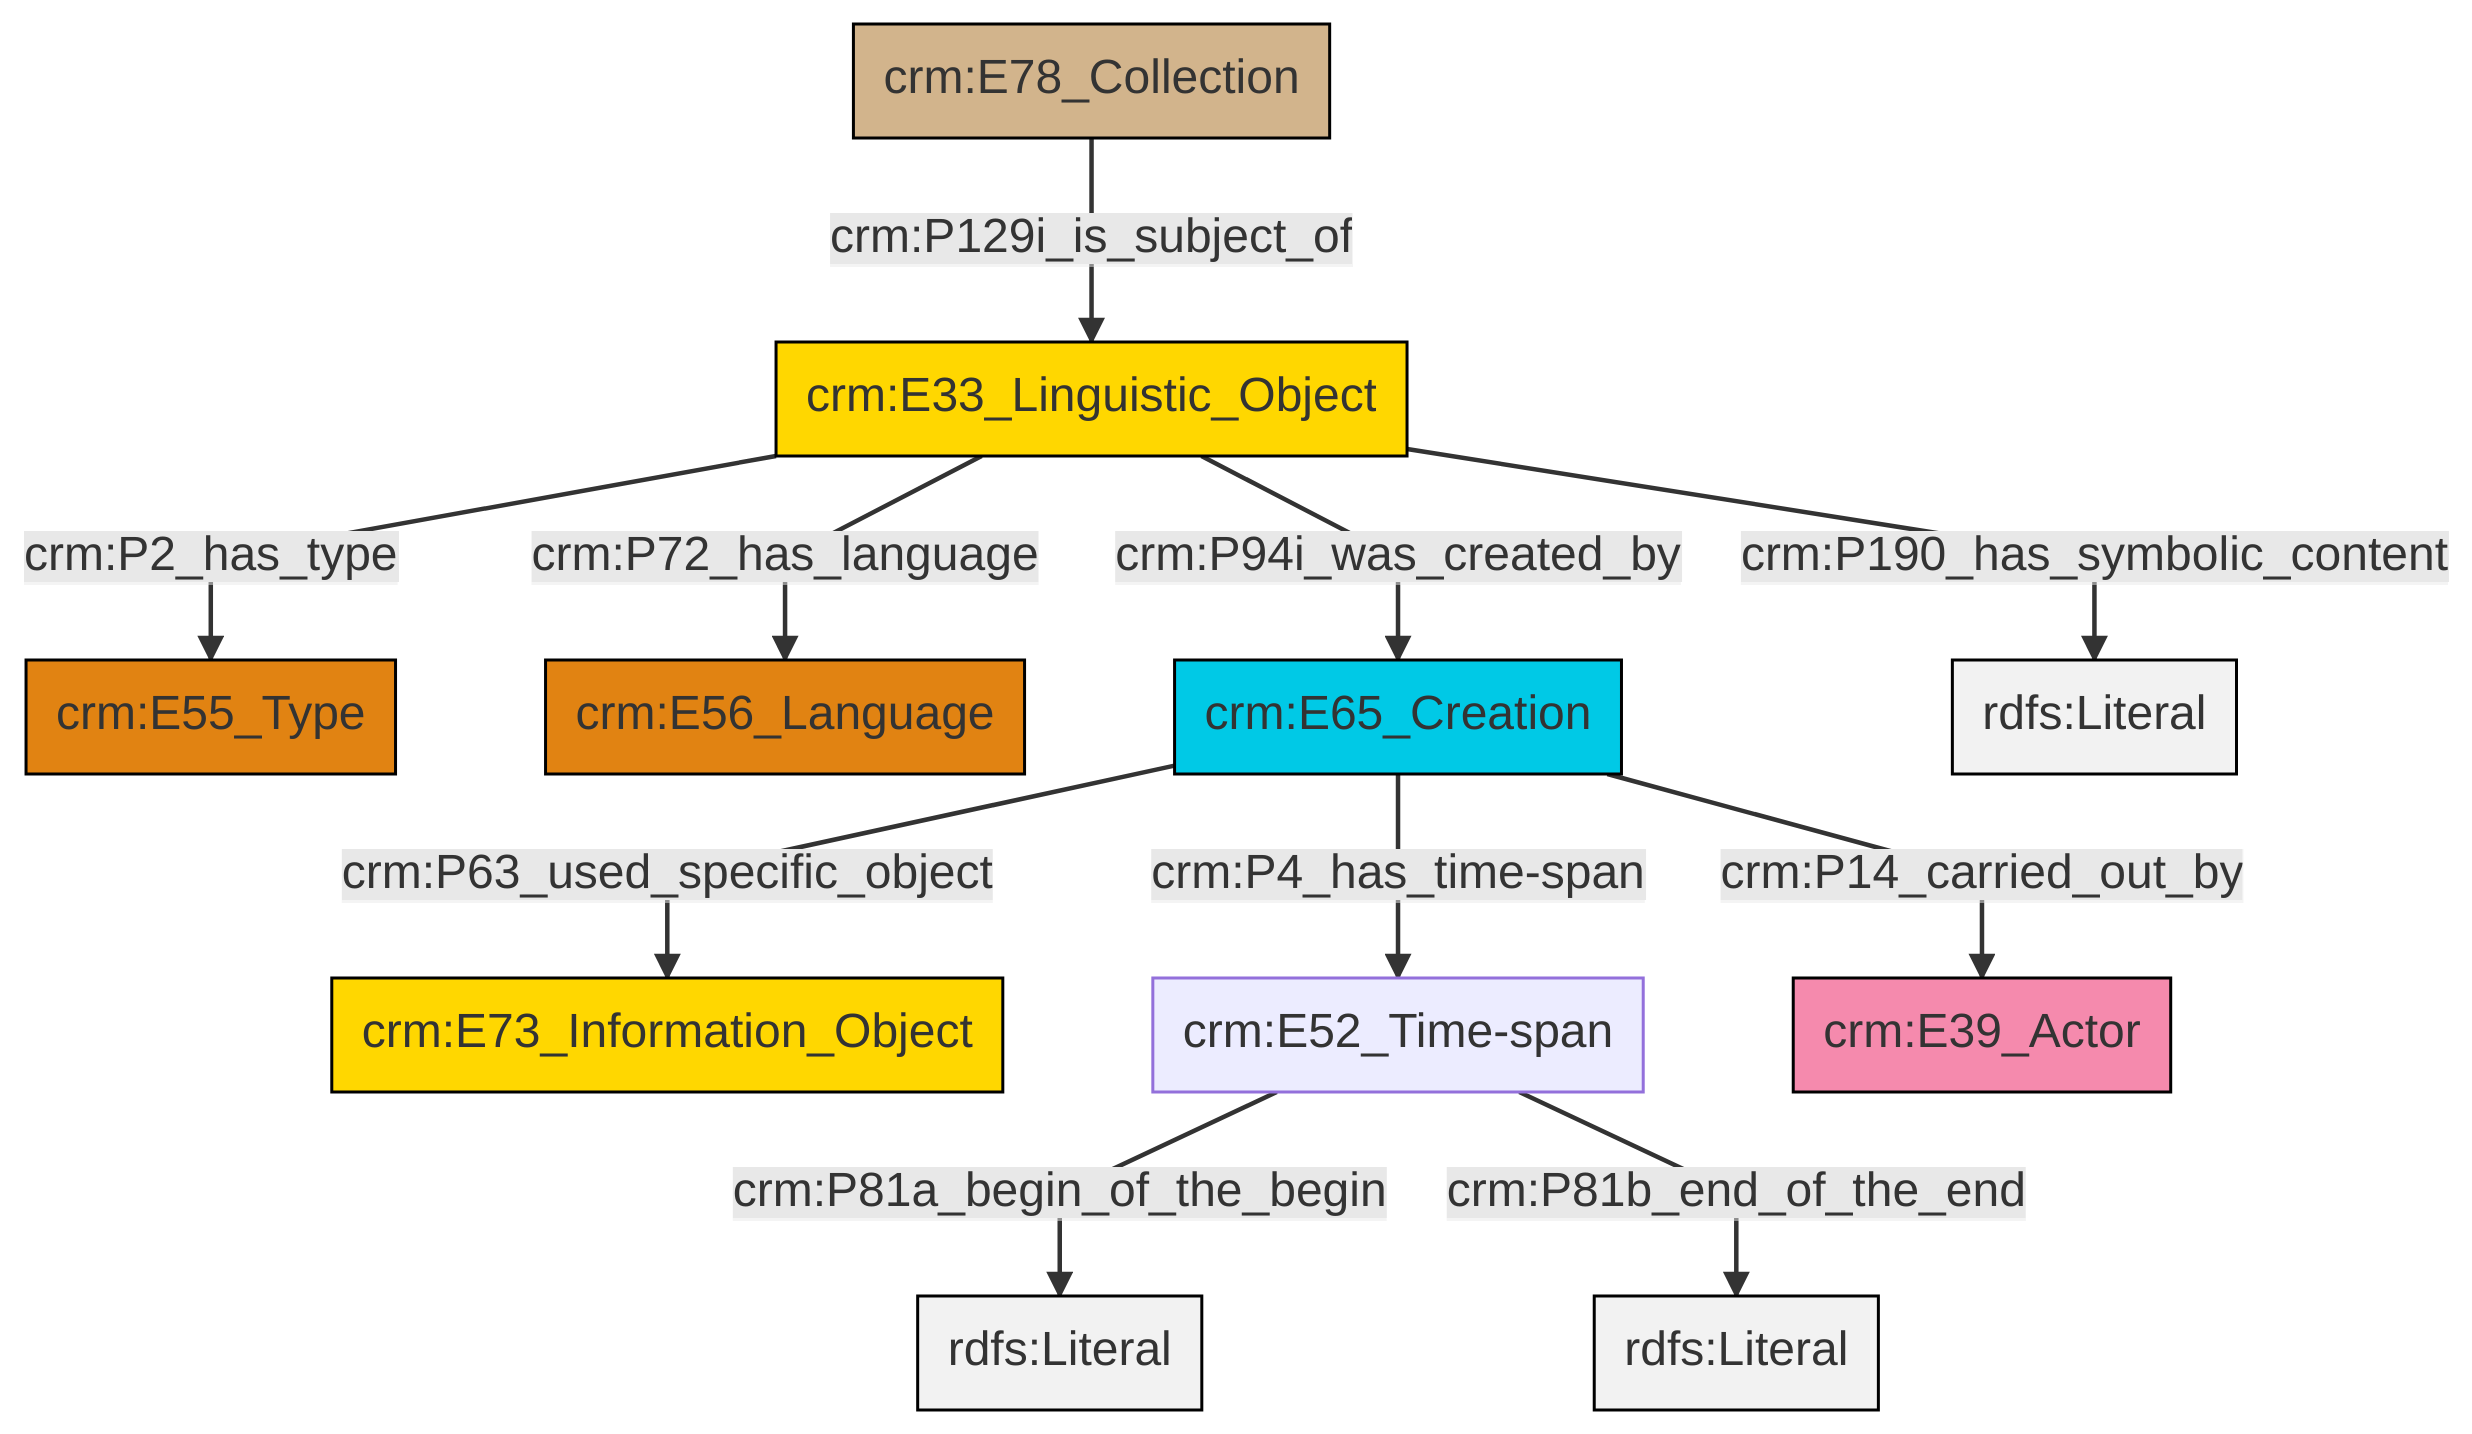 crm:E78_Collection
crm:P129i_is_subject_of
crm:E33_Linguistic_Object
crm:P2_has_type
crm:P72_has_language
crm:P94i_was_created_by
crm:P190_has_symbolic_content
crm:E55_Type
crm:E56_Language
crm:E65_Creation
rdfs:Literal
crm:P63_used_specific_object
crm:P4_has_time-span
crm:P14_carried_out_by
crm:E73_Information_Object
crm:E52_Time-span
crm:E39_Actor
crm:P81a_begin_of_the_begin
crm:P81b_end_of_the_end
rdfs:Literal
rdfs:Literal